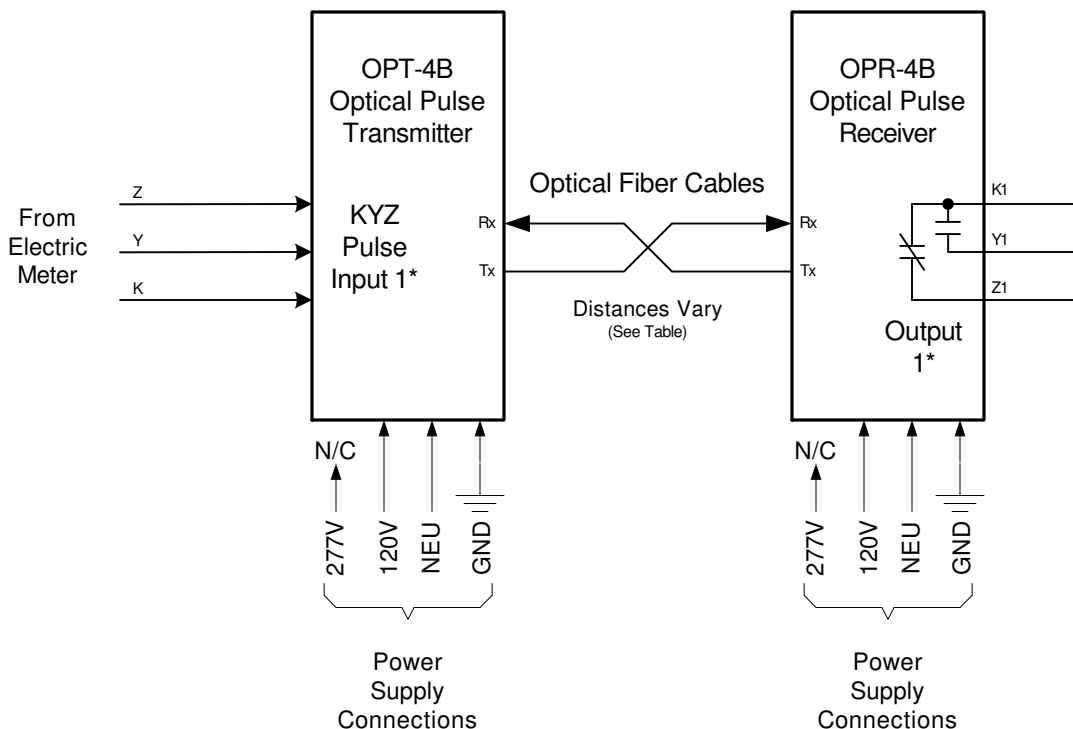 OPT-4B
Optical Pulse
Transmitter
OPR-4B
Optical Pulse
Receiver
From
Electric
Meter
Z
Y
K
KYZ
Pulse
Input 1*
Rx
Tx
Optical Fiber Cables
Distances Vary
(See Table)
Rx
Tx
K1
Y1
Z1
Output
1*
N/C
277V
120V
NEU
GND
Power
Supply
Connections
N/C
277V
120V
NEU
GND
Power
Supply
Connections